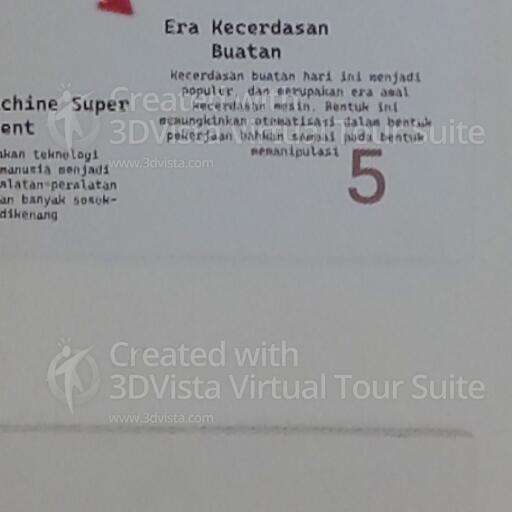 Era Kecerdasan
Buatan
Kecerdasan buatan hari ini menjadi
populer, dan merupakan era awal
kecerdasan mesin. Bentuk ini
memungkinkan otomatisasi dalam bentuk
pekerjaan bahkan sampai pada bentuk
memanipulasi
5
chine Super
ent
akan teknologi
manusia menjadi
alatan-peralatan
an banyak sosok-
dikenang
Created with
3DVista Virtual Tour Suite
www.3dvista.com
Created with
3DVista Virtual Tour Suite
www.3dvista.com